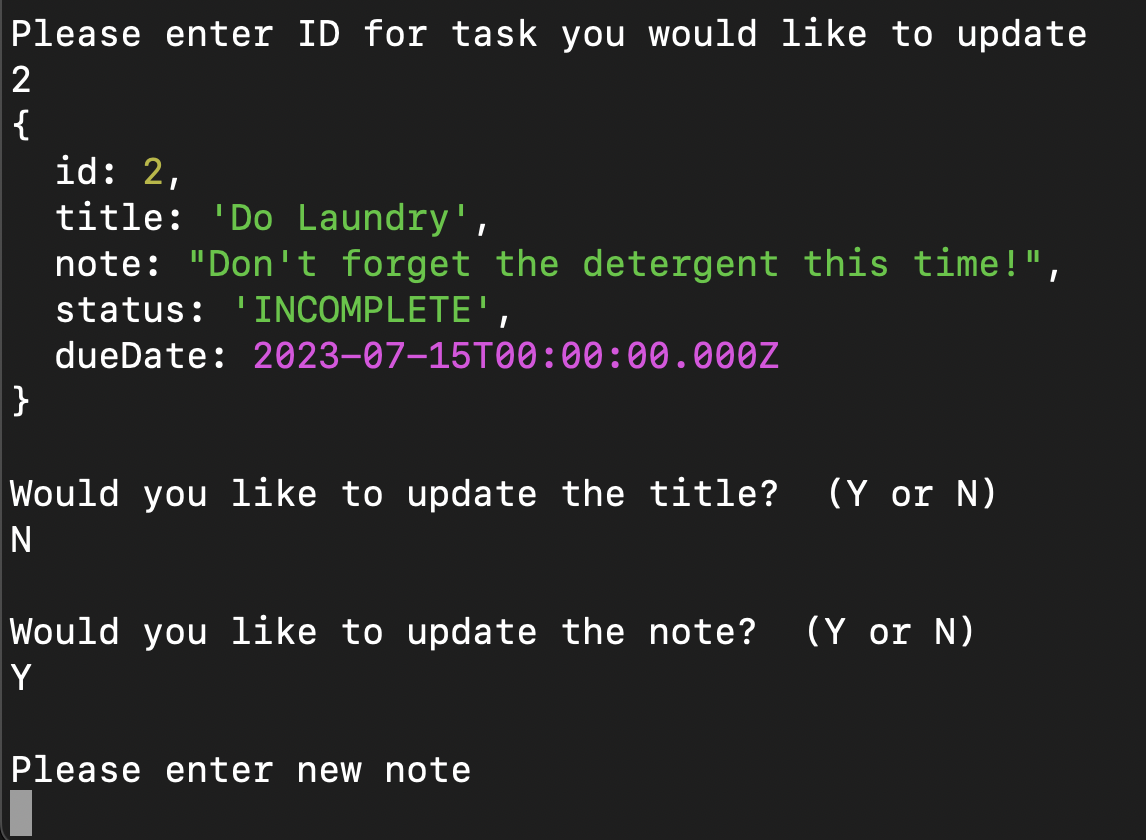 Please enter ID for task you would like to update
2
{
  id: 2,
  title: 'Do Laundry',
  note: "Don't forget the detergent this time!",
  status: 'INCOMPLETE',
  dueDate: 2023-07-15T00:00:00.000Z
}
Would you like to update the title?  (Y or N)
N
Would you like to update the note?  (Y or N)
Y
Please enter new note